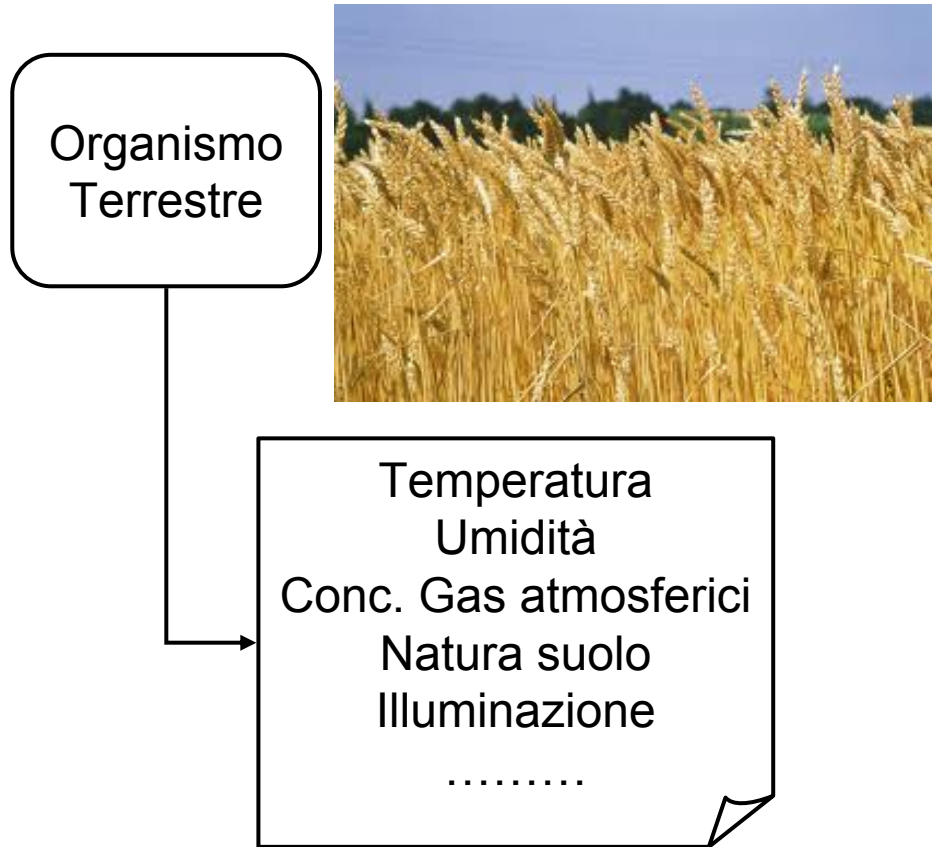 Organismo
Terrestre
Temperatura
Umidità
Conc. Gas atmosferici
Natura suolo
Illuminazione
………